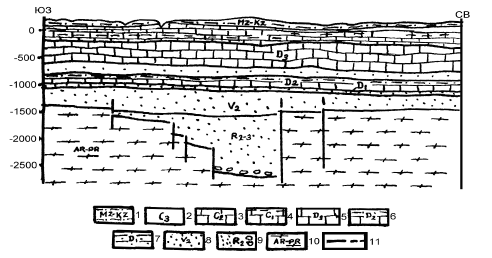 ЮЗ
СВ
0
MZ-KZ
D3
-500
-1000
D2
D1
V2
-1500
R2-3
-2000
AR-PR
-2500
MZ-KZ 1 C3 2 C2 3 C1 4 D3 5 D2 6
D1 7 V2 8 R2 9 AR-PR 10 11